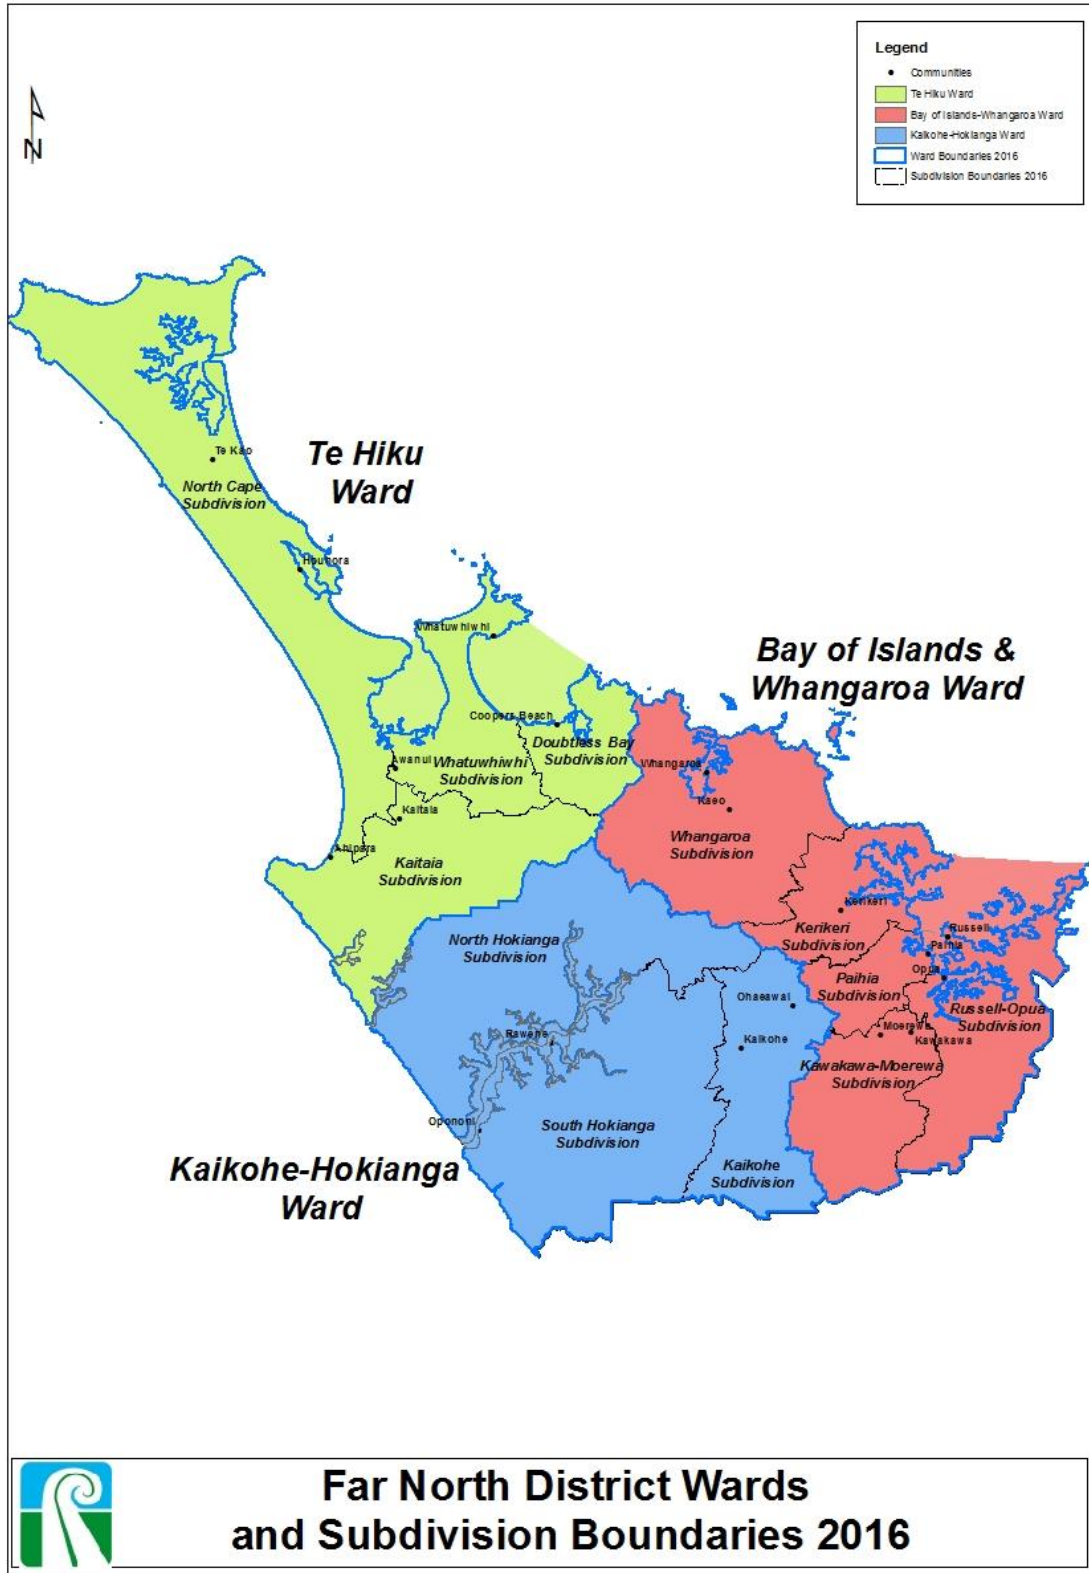 Legend
Communities
Te Hiku Ward
Bay of Islands-Whangaroa Ward
Kaikohe-Hokianga Ward
Ward Boundaries 2016
Subdivision Boundaries 2016
N
Te Kao
North Cape
Subdivision
Te Hiku
Ward
Houhora
Whatuwhiwhi
Bay of Islands &
Whangaroa Ward
Coopers Beach
Doubtless Bay
Subdivision
Awanui
Whatuwhiwhi
Subdivision
Whangaroa
Kaeo
Kaitaia
Whangaroa
Subdivision
Ahipara
Kaitaia
Subdivision
Kerikeri
Kerikeri
Subdivision
North Hokianga
Subdivision
Russell
Paihia
Opua
Paihia
Subdivision
Ohaeawai
Russell-Opua
Subdivision
Rawene
Kaikohe
Moerewa
Kawakawa
Kawakawa-Moerewa
Subdivision
Opononi
South Hokianga
Subdivision
Kaikohe
Subdivision
Kaikohe-Hokianga
Ward
Far North District Wards
and Subdivision Boundaries 2016